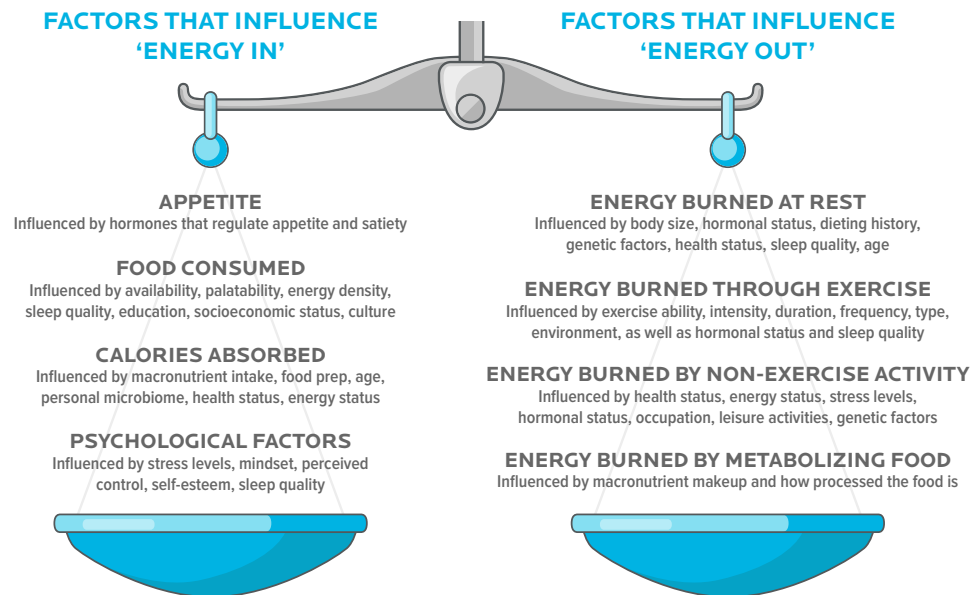 FACTORS THAT INFLUENCE
‘ENERGY IN’
APPETITE
Influenced by hormones that regulate appetite and satiety
FOOD CONSUMED
Influenced by availability, palatability, energy density,
sleep quality, education, socioeconomic status, culture
CALORIES ABSORBED
Influenced by macronutrient intake, food prep, age,
personal microbiome, health status, energy status
PSYCHOLOGICAL FACTORS
Influenced by stress levels, mindset, perceived
control, self-esteem, sleep quality
FACTORS THAT INFLUENCE
‘ENERGY OUT’
ENERGY BURNED AT REST
Influenced by body size, hormonal status, dieting history,
genetic factors, health status, sleep quality, age
ENERGY BURNED THROUGH EXERCISE
Influenced by exercise ability, intensity, duration, frequency, type,
environment, as well as hormonal status and sleep quality
ENERGY BURNED BY NON-EXERCISE ACTIVITY
Influenced by health status, energy status, stress levels,
hormonal status, occupation, leisure activities, genetic factors
ENERGY BURNED BY METABOLIZING FOOD
Influenced by macronutrient makeup and how processed the food is